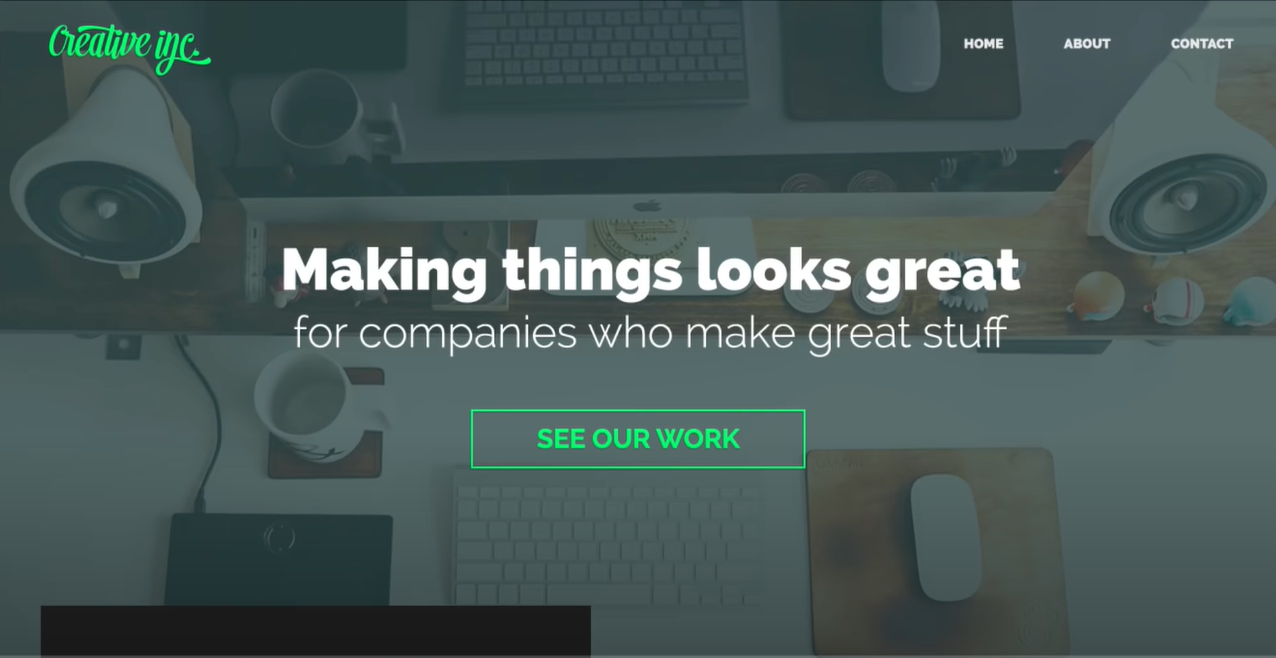 Creative inc.
HOME ABOUT CONTACT
Making things looks great
for companies who make great stuff
SEE OUR WORK